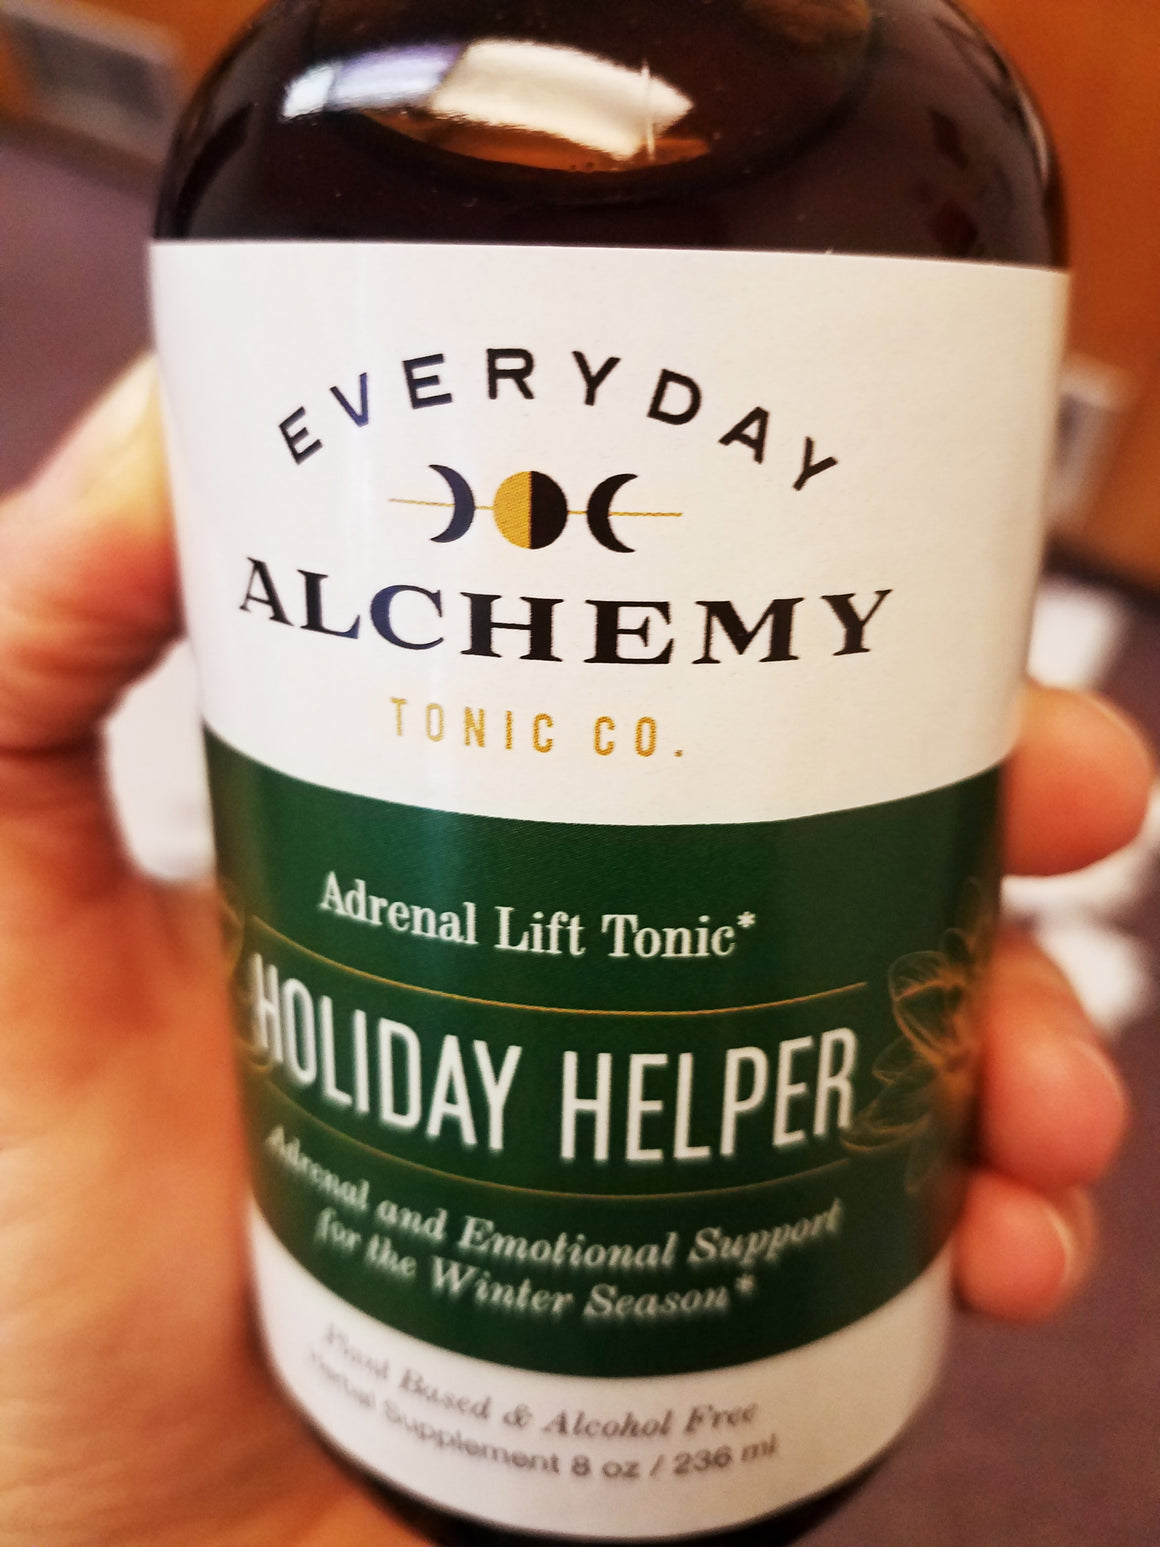 EVERYDAY
ALCHEMY
TONIC CO.
Adrenal Lift Tonic*
HOLIDAY HELPER
Adrenal and Emotional Support
for the Winter Season*
Plant Based & Alcohol Free
Herbal Supplement 8 oz / 236 ml